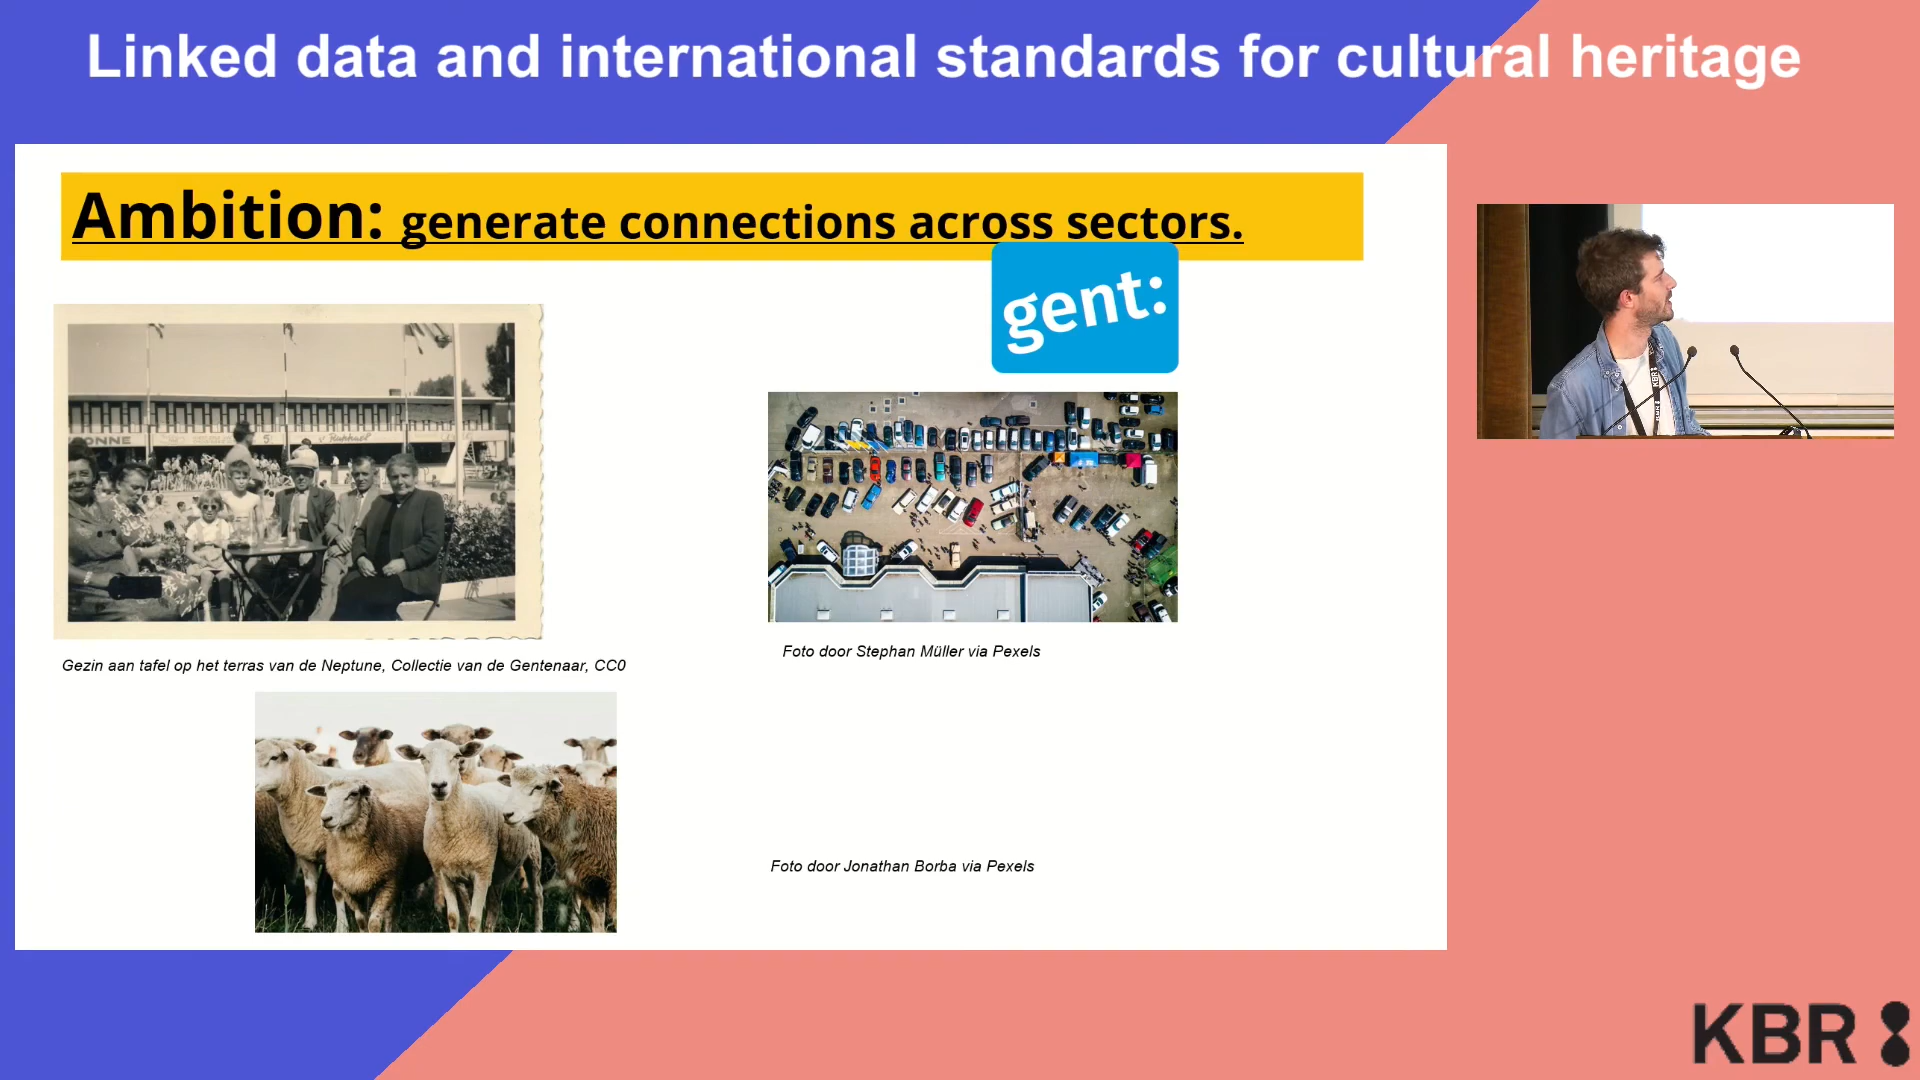 Linked data and international standards for cultural heritage
Ambition: generate connections across sectors.
gent:
Gezin aan tafel op het terras van de Neptune, Collectie van de Gentenaar, CC0
Foto door Stephan Müller via Pexels
Foto door Jonathan Borba via Pexels
KBR
KBR